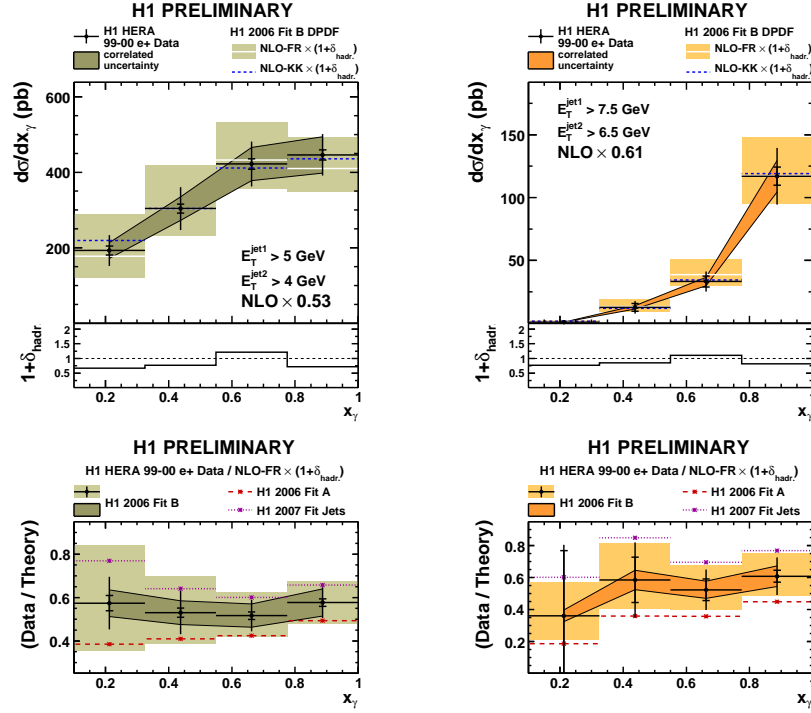 H1 PRELIMINARY
H1 HERA
99-00 e+ Data
correlated
uncertainty
H1 2006 Fit B DPDF
NLO-FR × (1+δhadr.)
NLO-KK × (1+δhadr.)
dσ/dxγ (pb)
600
400
200
ETjet1 > 5 GeV
ETjet2 > 4 GeV
NLO × 0.53
1+δhadr
2
1.5
1
0.5
0.2 0.4 0.6 0.8 1
xγ
H1 PRELIMINARY
H1 HERA
99-00 e+ Data
correlated
uncertainty
H1 2006 Fit B DPDF
NLO-FR × (1+δhadr.)
NLO-KK × (1+δhadr.)
dσ/dxγ (pb)
150
100
50
ETjet1 > 7.5 GeV
ETjet2 > 6.5 GeV
NLO × 0.61
1+δhadr
2
1.5
1
0.5
0.2 0.4 0.6 0.8 1
xγ
H1 PRELIMINARY
H1 HERA 99-00 e+ Data / NLO-FR × (1+δhadr.)
H1 2006 Fit B
H1 2006 Fit A
H1 2007 Fit Jets
(Data / Theory)
0.8
0.6
0.4
0.2 0.4 0.6 0.8 1
xγ
H1 PRELIMINARY
H1 HERA 99-00 e+ Data / NLO-FR × (1+δhadr.)
H1 2006 Fit B
H1 2006 Fit A
H1 2007 Fit Jets
(Data / Theory)
0.8
0.6
0.4
0.2
0.2 0.4 0.6 0.8 1
xγ